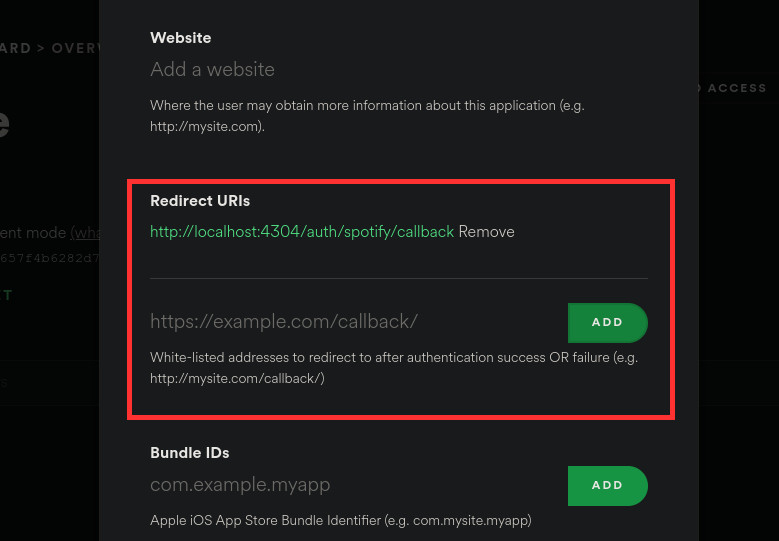 Website
ARD > OVERV
Add a website
ACCESS
Where the user may obtain more information about this application (e.g.
http://mysite.com).
e
Redirect URIs
ent mode (wha
http://localhost:4304/auth/spotify/callback Remove
657f4b6282d7
ET
https://example.com/callback/
ADD
White-listed addresses to redirect to after authentication success OR failure (e.g.
http://mysite.com/callback/)
Bundle IDs
com.example.myapp
ADD
Apple iOS App Store Bundle Identifier (e.g. com.mysite.myapp)